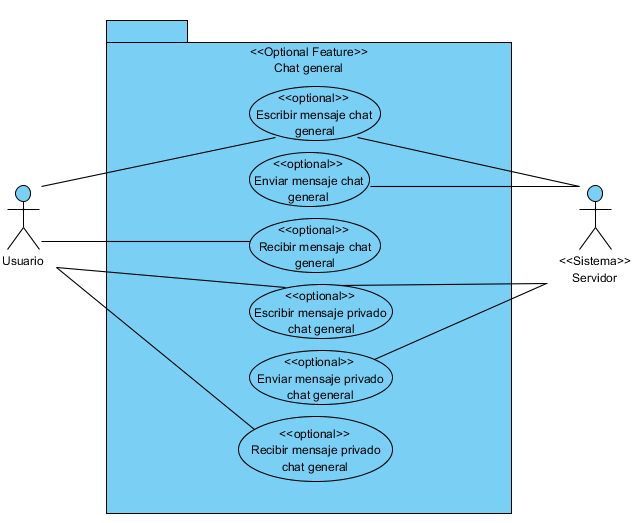 <<Optional Feature>>
Chat general
<<optional>>
Escribir mensaje chat
general
<<optional>>
Enviar mensaje chat
general
<<optional>>
Recibir mensaje chat
general
Usuario
<<Sistema>>
Servidor
<<optional>>
Escribir mensaje privado
chat general
<<optional>>
Enviar mensaje privado
chat general
<<optional>>
Recibir mensaje privado
chat general